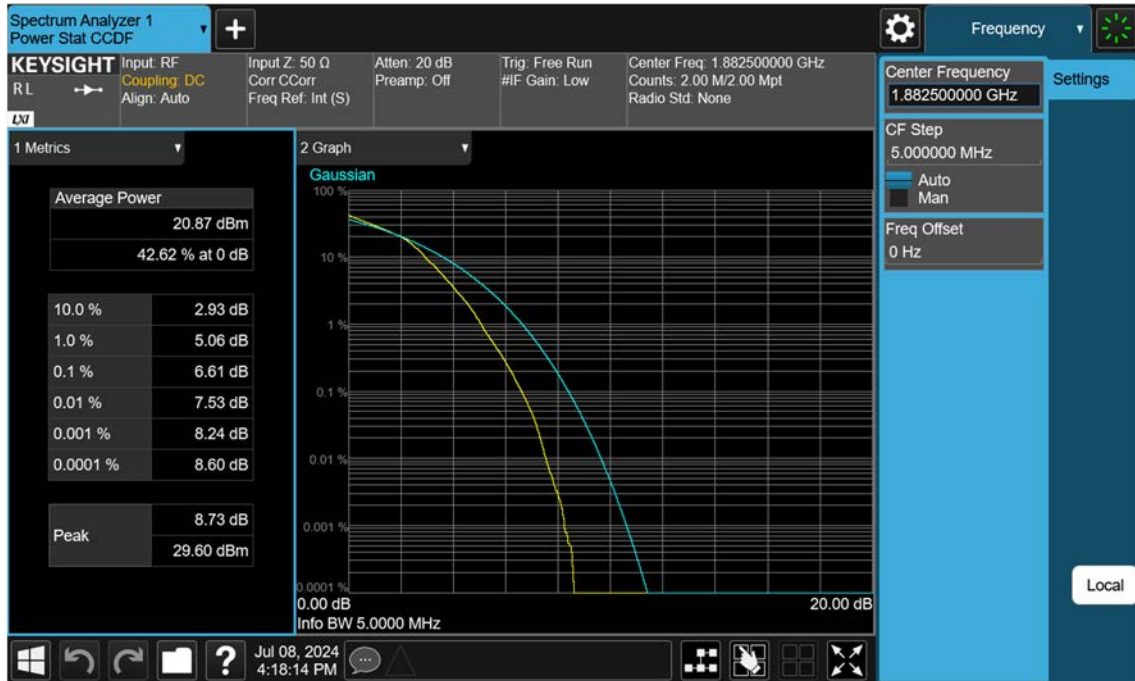 Spectrum Analyzer 1
Power Stat CCDF
Frequency
KEYSIGHT
R L
LXI
Input: RF
Coupling: DC
Align: Auto
Input Z: 50 Ω
Corr CCorr
Freq Ref: Int (S)
Atten: 20 dB
Preamp: Off
Trig: Free Run
#IF Gain: Low
Center Freq: 1.882500000 GHz
Counts: 2.00 M/2.00 Mpt
Radio Std: None
Center Frequency
1.882500000 GHz
Settings
CF Step
5.000000 MHz
Auto
Man
Freq Offset
0 Hz
Local
1 Metrics
Average Power
20.87 dBm
42.62 % at 0 dB
10.0 % 2.93 dB
1.0 % 5.06 dB
0.1 % 6.61 dB
0.01 % 7.53 dB
0.001 % 8.24 dB
0.0001 % 8.60 dB
Peak
8.73 dB
29.60 dBm
2 Graph
Gaussian
100 %
10 %
1 %
0.1 %
0.01 %
0.001 %
0.0001 %
0.00 dB 20.00 dB
Info BW 5.0000 MHz
?
Jul 08, 2024
4:18:14 PM